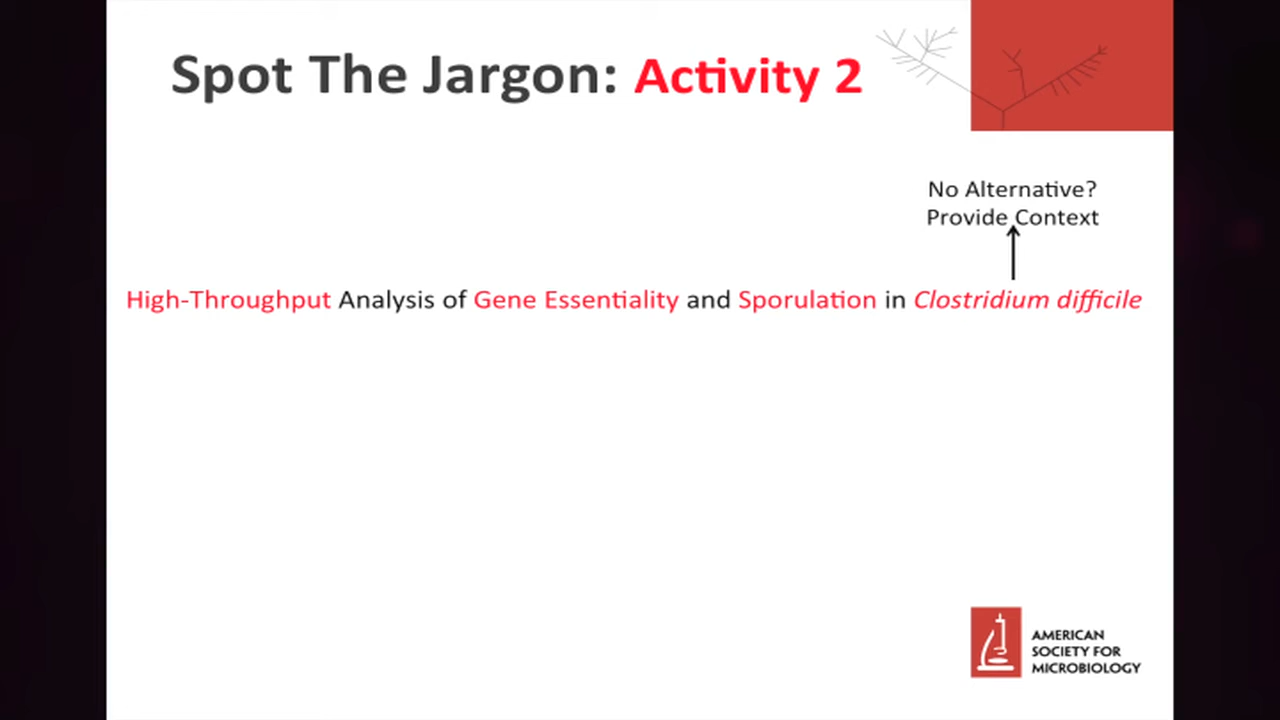 Spot The Jargon: Activity 2
No Alternative?
Provide Context
High-Throughput Analysis of Gene Essentiality and Sporulation in Clostridium difficile
AMERICAN
SOCIETY FOR
MICROBIOLOGY